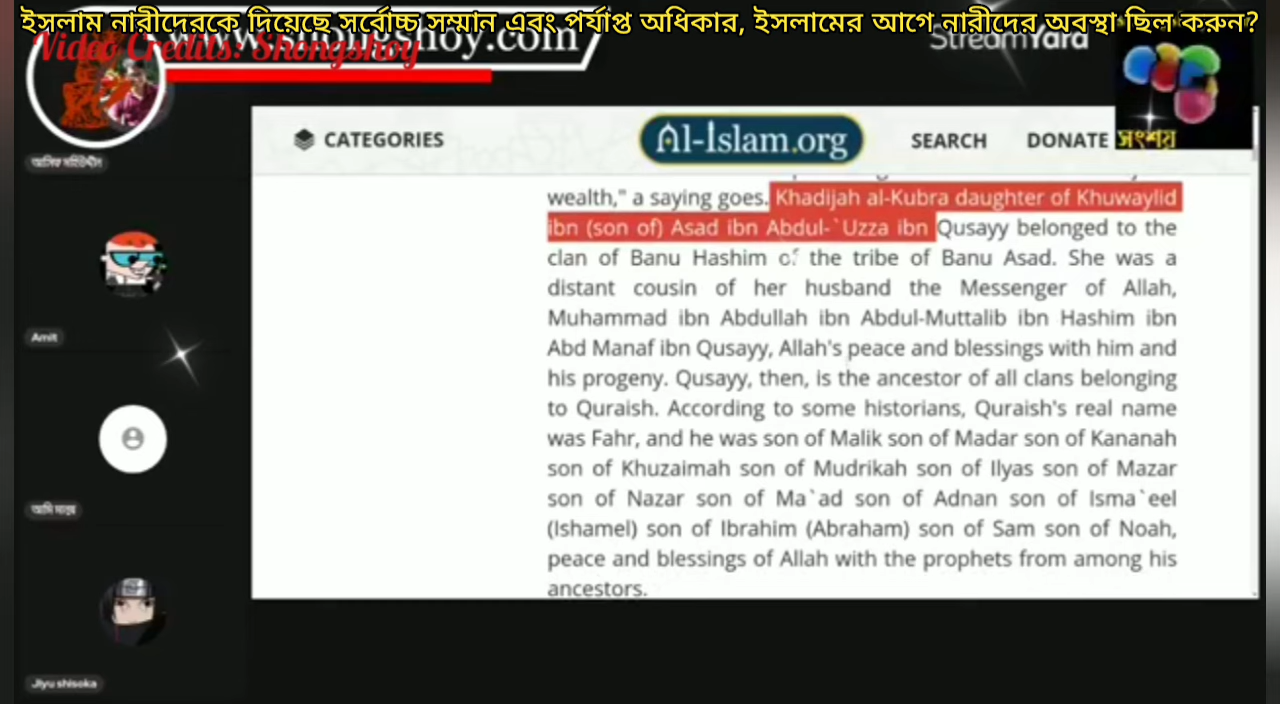 ইসলাম নারীদেরকে দিয়েছে সর্বোচ্চ সম্মান এবং পর্যাপ্ত অধিকার, ইসলামের আগে নারীদের অবস্থা ছিল করুন?
www.shongshoy.com
Video Credits: Shongshoy
StreamYard
সংশয়
CATEGORIES
Al-Islam.org
SEARCH
DONATE
wealth," a saying goes. Khadijah al-Kubra daughter of Khuwaylid
ibn (son of) Asad ibn Abdul-`Uzza ibn Qusayy belonged to the
clan of Banu Hashim of the tribe of Banu Asad. She was a
distant cousin of her husband the Messenger of Allah,
Muhammad ibn Abdullah ibn Abdul-Muttalib ibn Hashim ibn
Abd Manaf ibn Qusayy, Allah's peace and blessings with him and
his progeny. Qusayy, then, is the ancestor of all clans belonging
to Quraish. According to some historians, Quraish's real name
was Fahr, and he was son of Malik son of Madar son of Kananah
son of Khuzaimah son of Mudrikah son of Ilyas son of Mazar
son of Nazar son of Ma`ad son of Adnan son of Isma`eel
(Ishamel) son of Ibrahim (Abraham) son of Sam son of Noah,
peace and blessings of Allah with the prophets from among his
ancestors.
Amit
আমি মানুষ
Jiyu shisoka